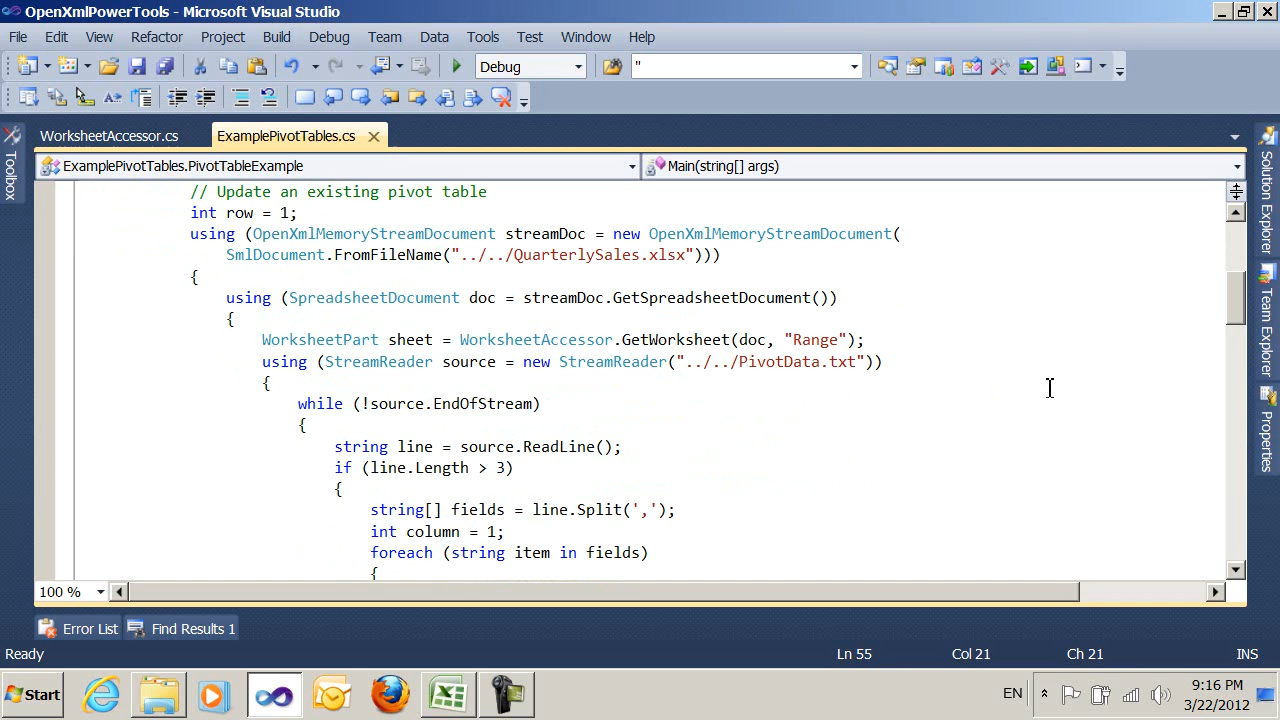 OpenXmlPowerTools - Microsoft Visual Studio
File Edit View Refactor Project Build Debug Team Data Tools Test Window Help
Debug "
WorksheetAccessor.cs ExamplePivotTables.cs
ExamplePivotTables.PivotTableExample Main(string[] args)
Toolbox
Solution Explorer
Team Explorer
Properties
// Update an existing pivot table
int row = 1;
using (OpenXmlMemoryStreamDocument streamDoc = new OpenXmlMemoryStreamDocument(
SmlDocument.FromFileName("../../QuarterlySales.xlsx")))
{
using (SpreadsheetDocument doc = streamDoc.GetSpreadsheetDocument())
{
WorksheetPart sheet = WorksheetAccessor.GetWorksheet(doc, "Range");
using (StreamReader source = new StreamReader("../../PivotData.txt"))
{
while (!source.EndOfStream)
{
string line = source.ReadLine();
if (line.Length > 3)
{
string[] fields = line.Split(',');
int column = 1;
foreach (string item in fields)
{
100 %
Error List Find Results 1
Ready Ln 55 Col 21 Ch 21 INS
Start EN 9:16 PM
3/22/2012